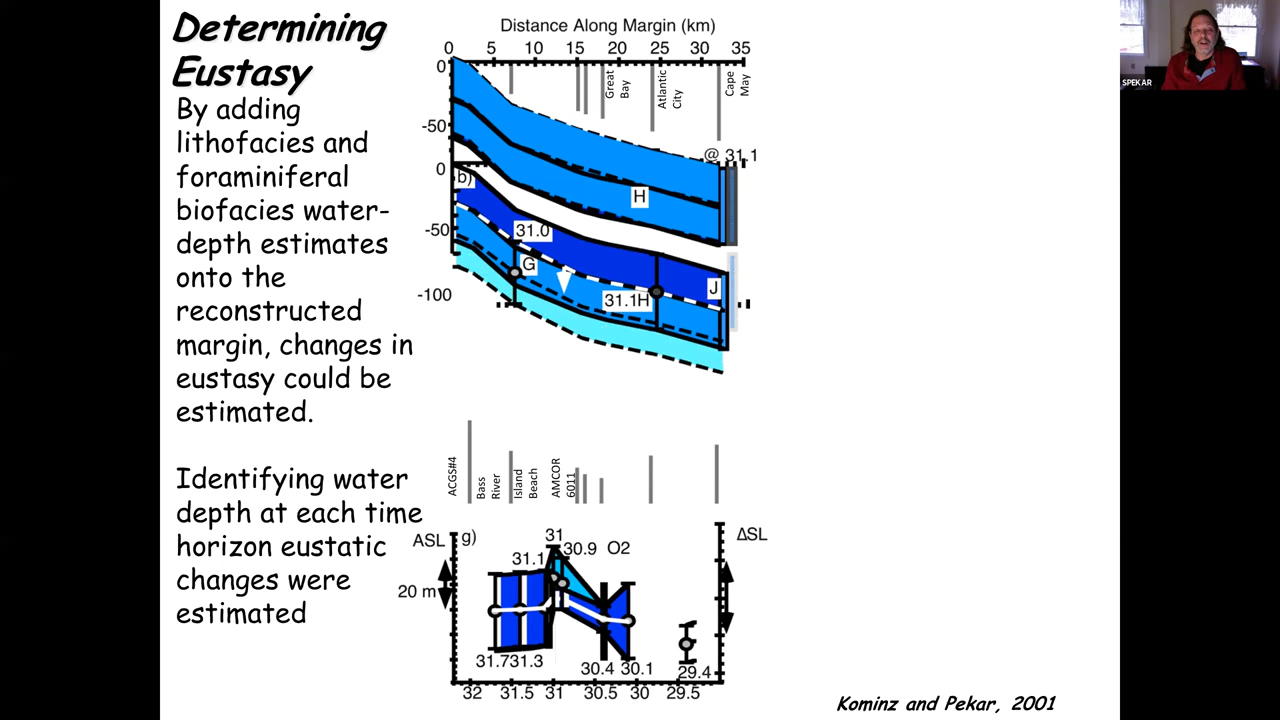 Determining
Eustasy
By adding
lithofacies and
foraminiferal
biofacies water-
depth estimates
onto the
reconstructed
margin, changes in
eustasy could be
estimated.
Identifying water
depth at each time
horizon eustatic
changes were
estimated
Distance Along Margin (km)
0 5 10 15 20 25 30 35
0
-50
0
-50
-100
Great
Bay
Atlantic
City
Cape
May
@ 31.1
H
b)
31.0
G
J
31.1H
ACGS#4
Bass
River
Island
Beach
AMCOR
6011
ASL
g)
31
30.9 O2
ΔSL
31.1
20 m
31.7 31.3
30.4 30.1
29.4
32 31.5 31 30.5 30 29.5
Kominz and Pekar, 2001
SPEKAR